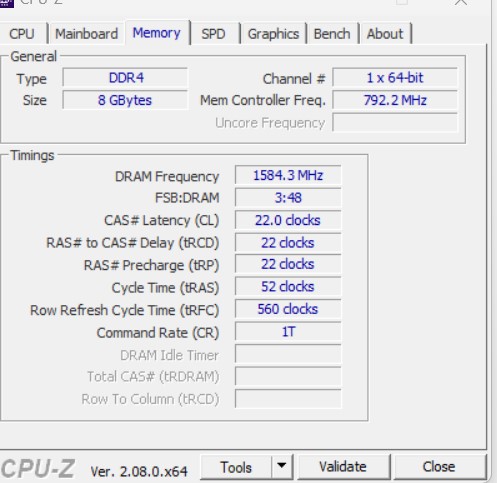 CPU-Z
CPU Mainboard Memory SPD Graphics Bench About
General
Type DDR4 Channel # 1 x 64-bit
Size 8 GBytes Mem Controller Freq. 792.2 MHz
Uncore Frequency
Timings
DRAM Frequency 1584.3 MHz
FSB:DRAM 3:48
CAS# Latency (CL) 22.0 clocks
RAS# to CAS# Delay (tRCD) 22 clocks
RAS# Precharge (tRP) 22 clocks
Cycle Time (tRAS) 52 clocks
Row Refresh Cycle Time (tRFC) 560 clocks
Command Rate (CR) 1T
DRAM Idle Timer
Total CAS# (tRDRAM)
Row To Column (tRCD)
CPU-Z Ver. 2.08.0.x64 Tools Validate Close